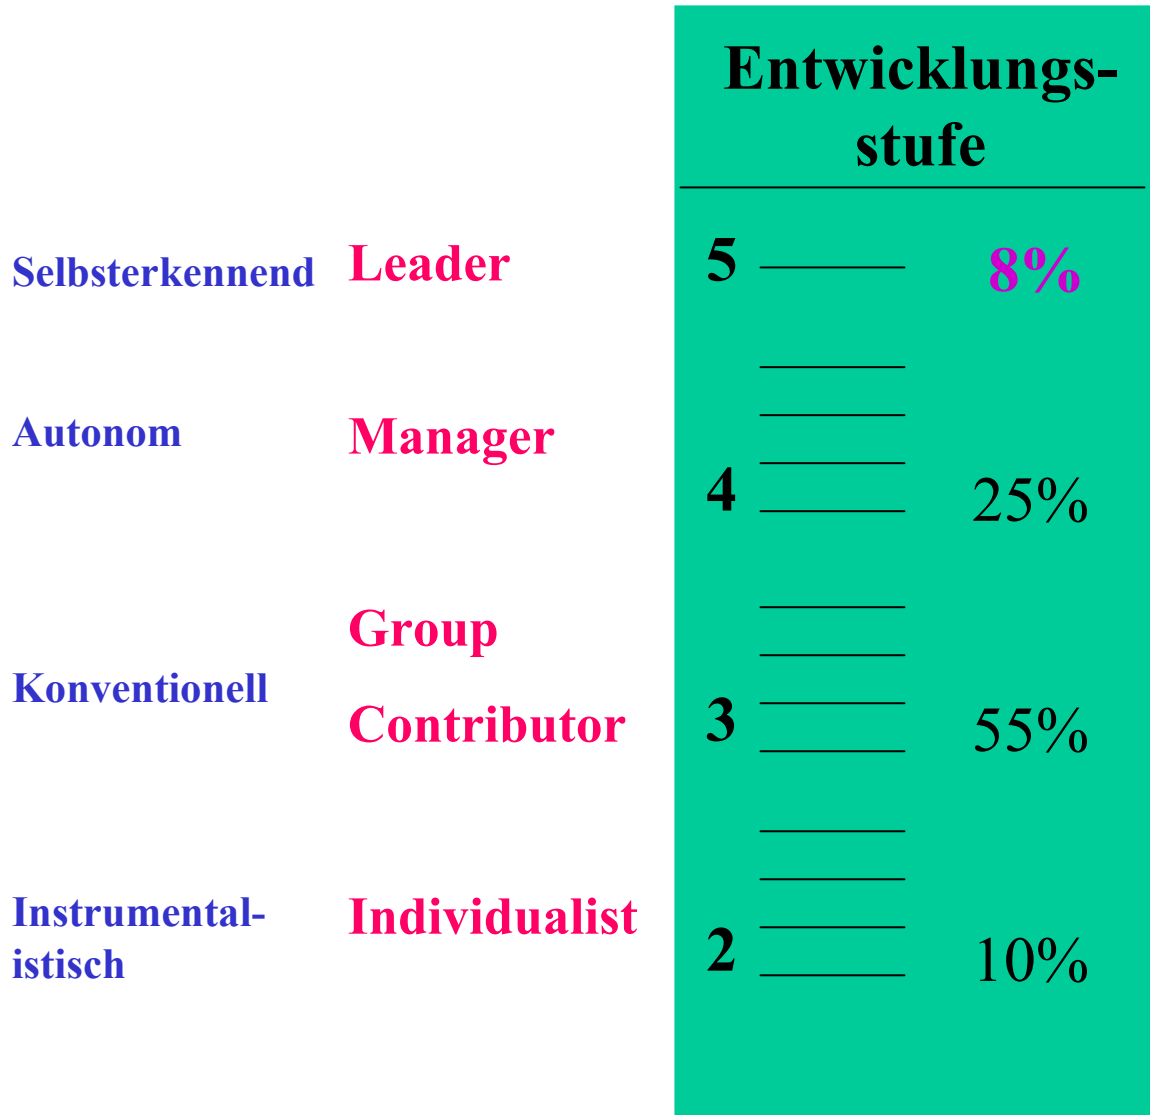 Entwicklungs-
stufe
Selbsterkennend Leader 5 8%
Autonom Manager
4 25%
Group
Konventionell
Contributor 3 55%
Instrumental-
istisch
Individualist
2 10%